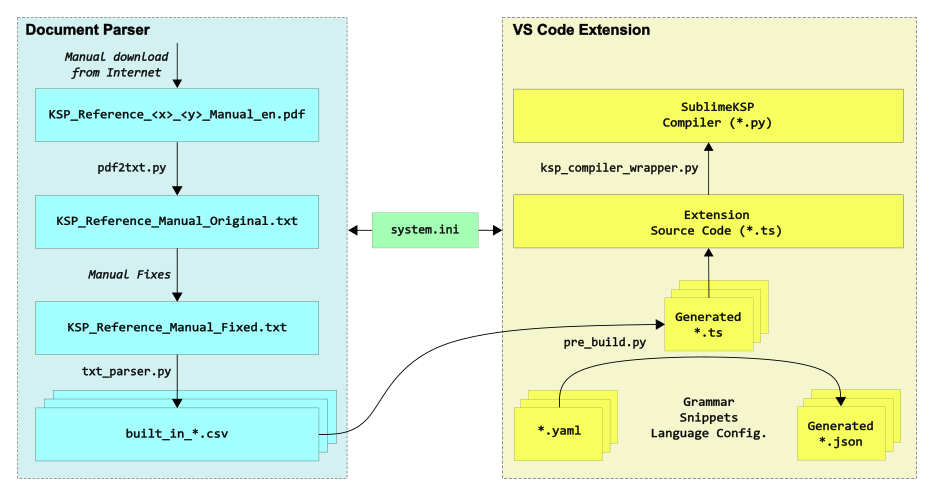 Document Parser
Manual download
from Internet
KSP_Reference_<x>_<y>_Manual_en.pdf
pdf2txt.py
KSP_Reference_Manual_Original.txt
Manual Fixes
KSP_Reference_Manual_Fixed.txt
txt_parser.py
built_in_*.csv
system.ini
VS Code Extension
SublimeKSP
Compiler (*.py)
ksp_compiler_wrapper.py
Extension
Source Code (*.ts)
Generated
*.ts
pre_build.py
*.yaml
Grammar
Snippets
Language Config.
Generated
*.json